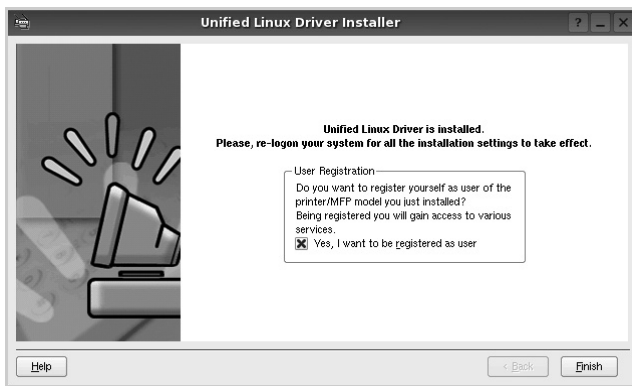 Unified Linux Driver Installer
Unified Linux Driver is installed.
Please, re-logon your system for all the installation settings to take effect.
User Registration
Do you want to register yourself as user of the
printer/MFP model you just installed?
Being registered you will gain access to various
services.
Yes, I want to be registered as user
Help
< Back
Finish